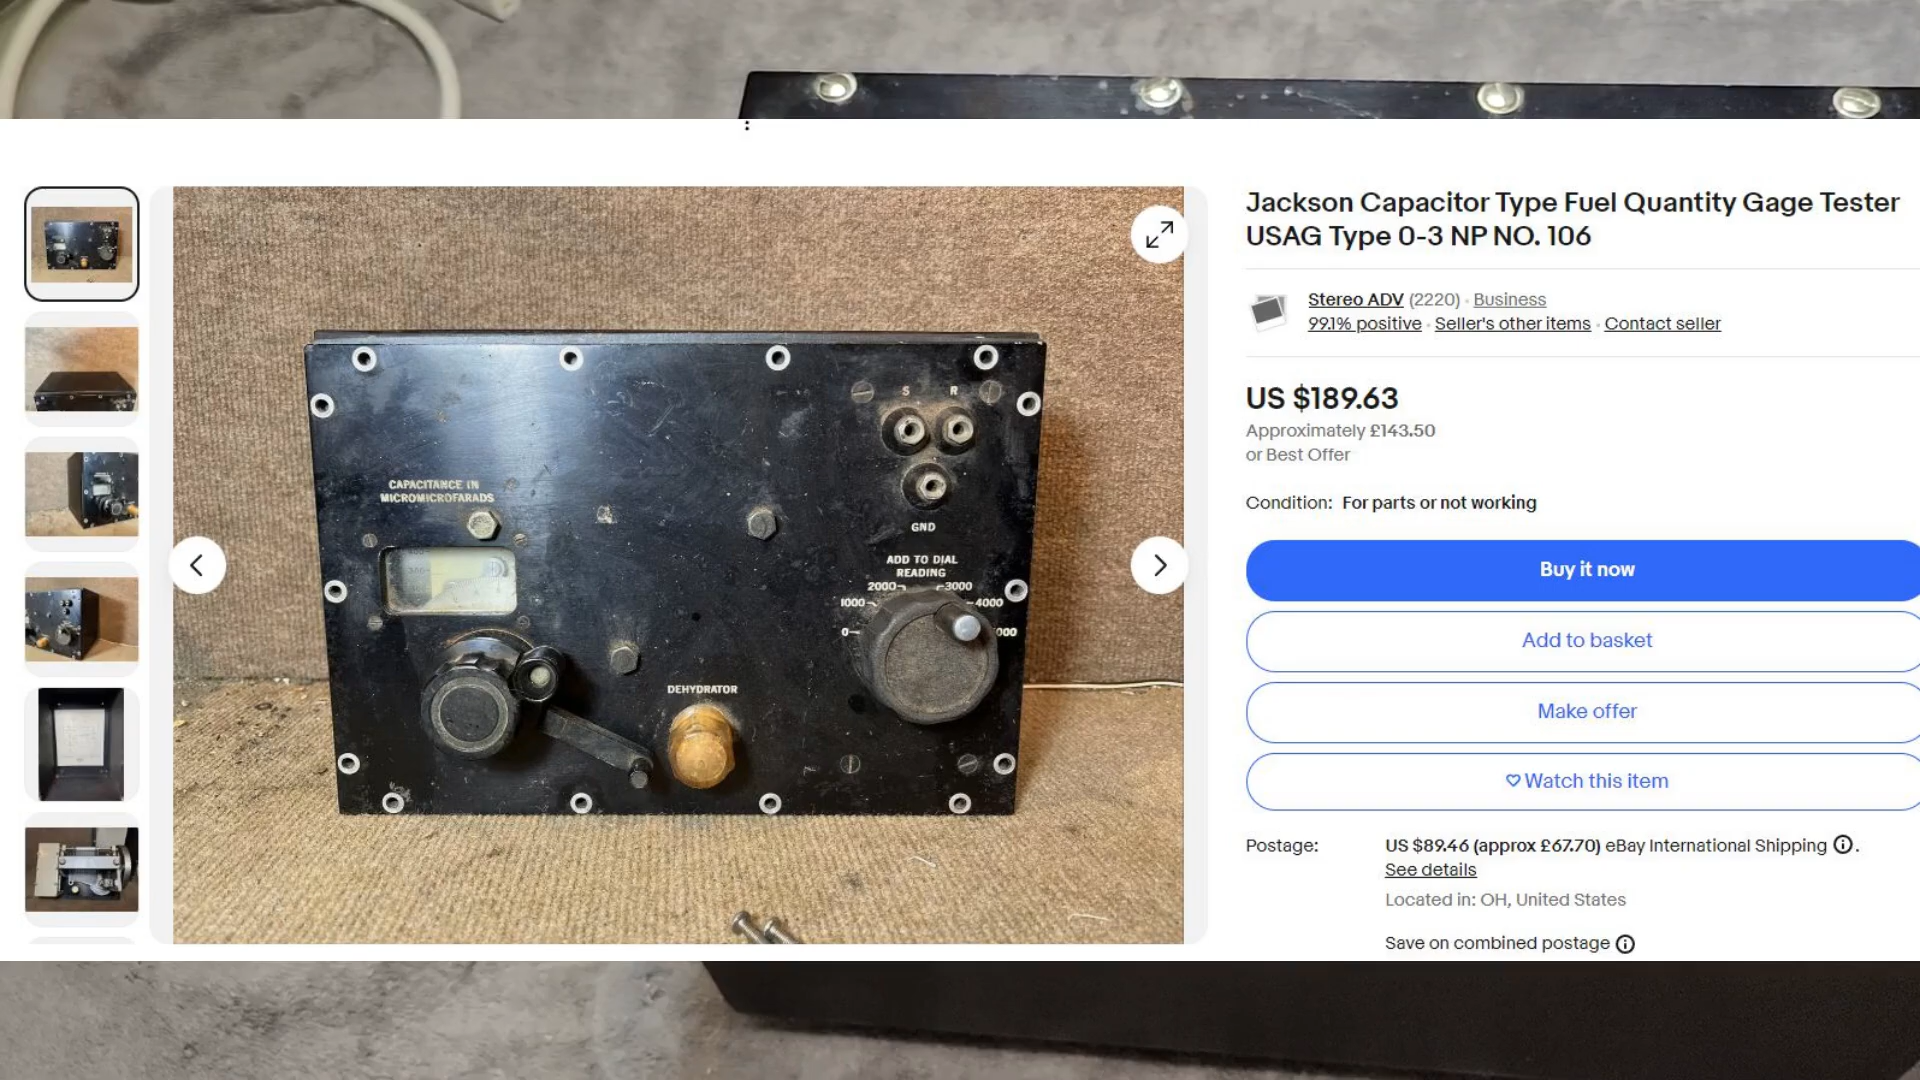 Jackson Capacitor Type Fuel Quantity Gage Tester
USAG Type 0-3 NP NO. 106
Stereo ADV (2220) · Business
99.1% positive · Seller's other items · Contact seller
US $189.63
Approximately £143.50
or Best Offer
Condition: For parts or not working
Buy it now
Add to basket
Make offer
Watch this item
Postage: US $89.46 (approx £67.70) eBay International Shipping.
See details
Located in: OH, United States
Save on combined postage
S R
GND
CAPACITANCE IN
MICROMICROFARADS
ADD TO DIAL
READING
2000 3000
1000 4000
0 000
DEHYDRATOR